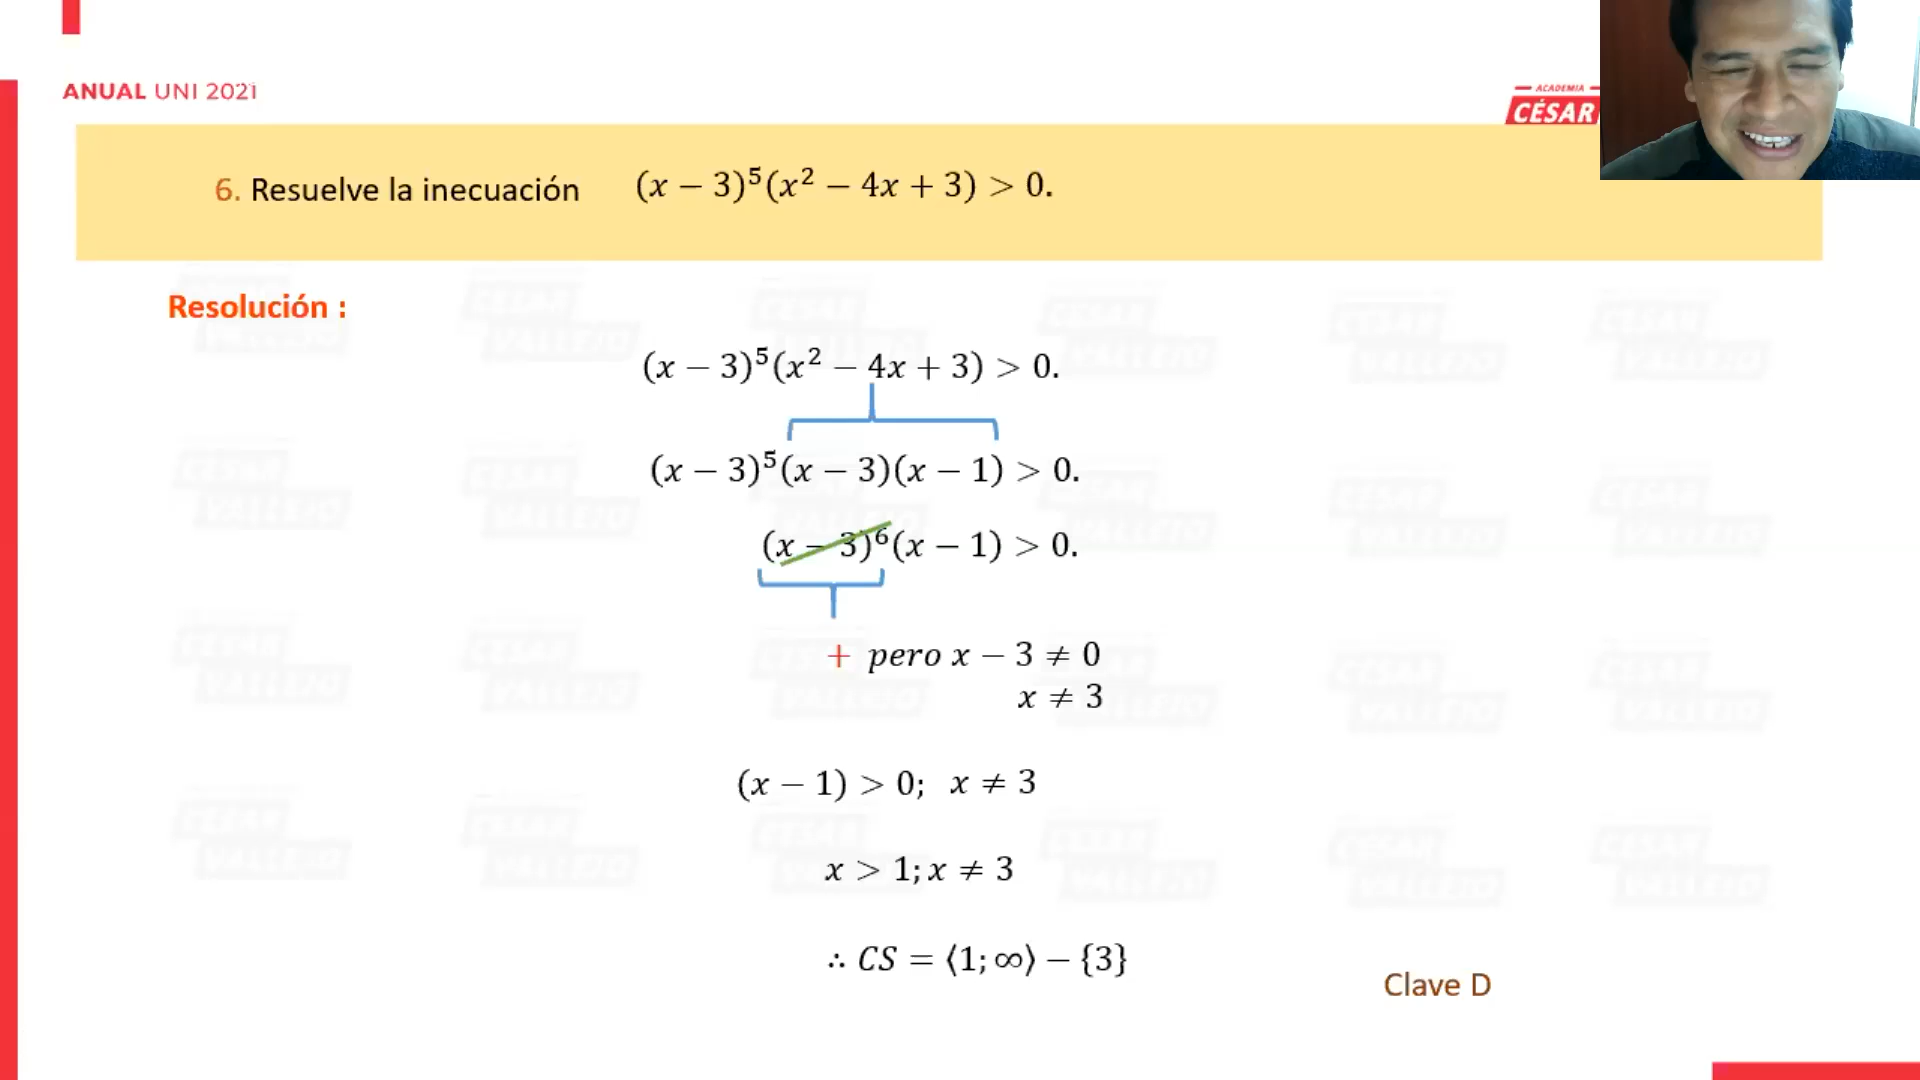 ANUAL UNI 2021
ACADEMIA
CÉSAR
6. Resuelve la inecuación (x − 3)⁵(x² − 4x + 3) > 0.
Resolución :
(x − 3)⁵(x² − 4x + 3) > 0.
(x − 3)⁵(x − 3)(x − 1) > 0.
(x − 3)⁶(x − 1) > 0.
+ pero x − 3 ≠ 0
x ≠ 3
(x − 1) > 0; x ≠ 3
x > 1; x ≠ 3
∴ CS = ⟨1; ∞⟩ − {3}
Clave D